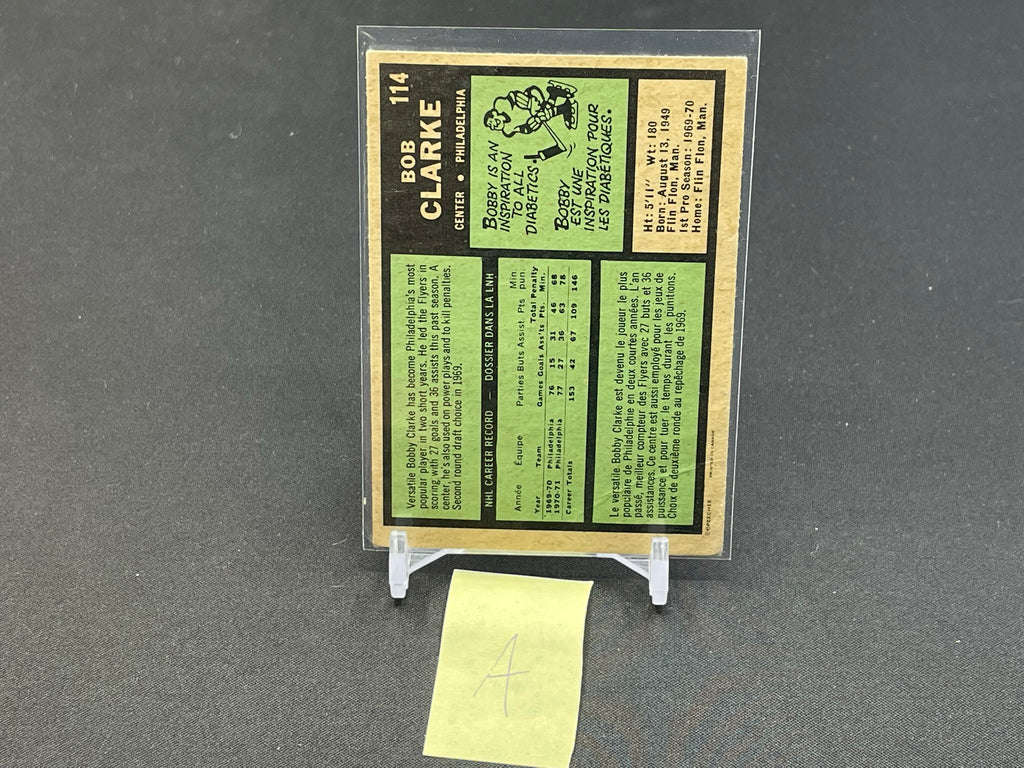 114
BOB
CLARKE
CENTER • PHILADELPHIA
Versatile Bobby Clarke has become Philadelphia's most
popular player in two short years. He led the Flyers in
scoring with 27 goals and 36 assists this past season. A
center, he's also used on power plays and to kill penalties.
Second round draft choice in 1969.
BOBBY IS AN
INSPIRATION
TO ALL
DIABETICS.
BOBBY
EST UNE
INSPIRATION POUR
LES DIABÉTIQUES.
NHL CAREER RECORD — DOSSIER DANS LA LNH
Année Équipe Parties Buts Assist. Pts Min. pun.
Year Team Games Goals Ass'ts Total Pts. Penalty Min.
1969-70 Philadelphia 76 15 31 46 68
1970-71 Philadelphia 77 27 36 63 78
Career Totals 153 42 67 109 146
Ht: 5'11" Wt: 180
Born: August 13, 1949
Flin Flon, Man.
1st Pro Season: 1969-70
Home: Flin Flon, Man.
Le versatile Bobby Clarke est devenu le joueur le plus
populaire de Philadelphie en deux courtes années. L'an
passé, meilleur compteur des Flyers avec 27 buts et 36
assistances. Ce centre est aussi employé pour les jeux de
puissance et pour tuer le temps durant les punitions.
Choix de deuxième ronde au repêchage de 1969.
©OPEECHEE PRINTED IN CANADA
A